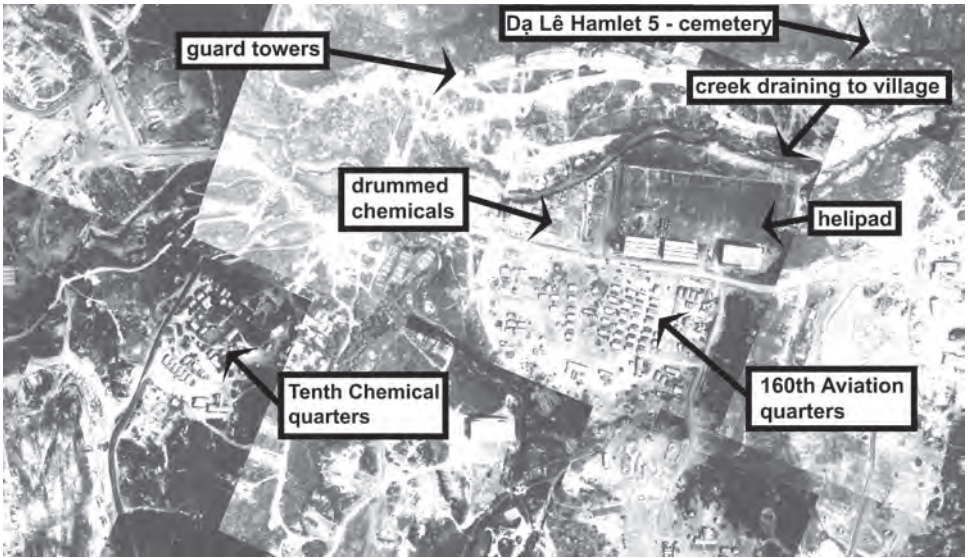 Dạ Lê Hamlet 5 - cemetery
guard towers
creek draining to village
drummed
chemicals
helipad
Tenth Chemical
quarters
160th Aviation
quarters